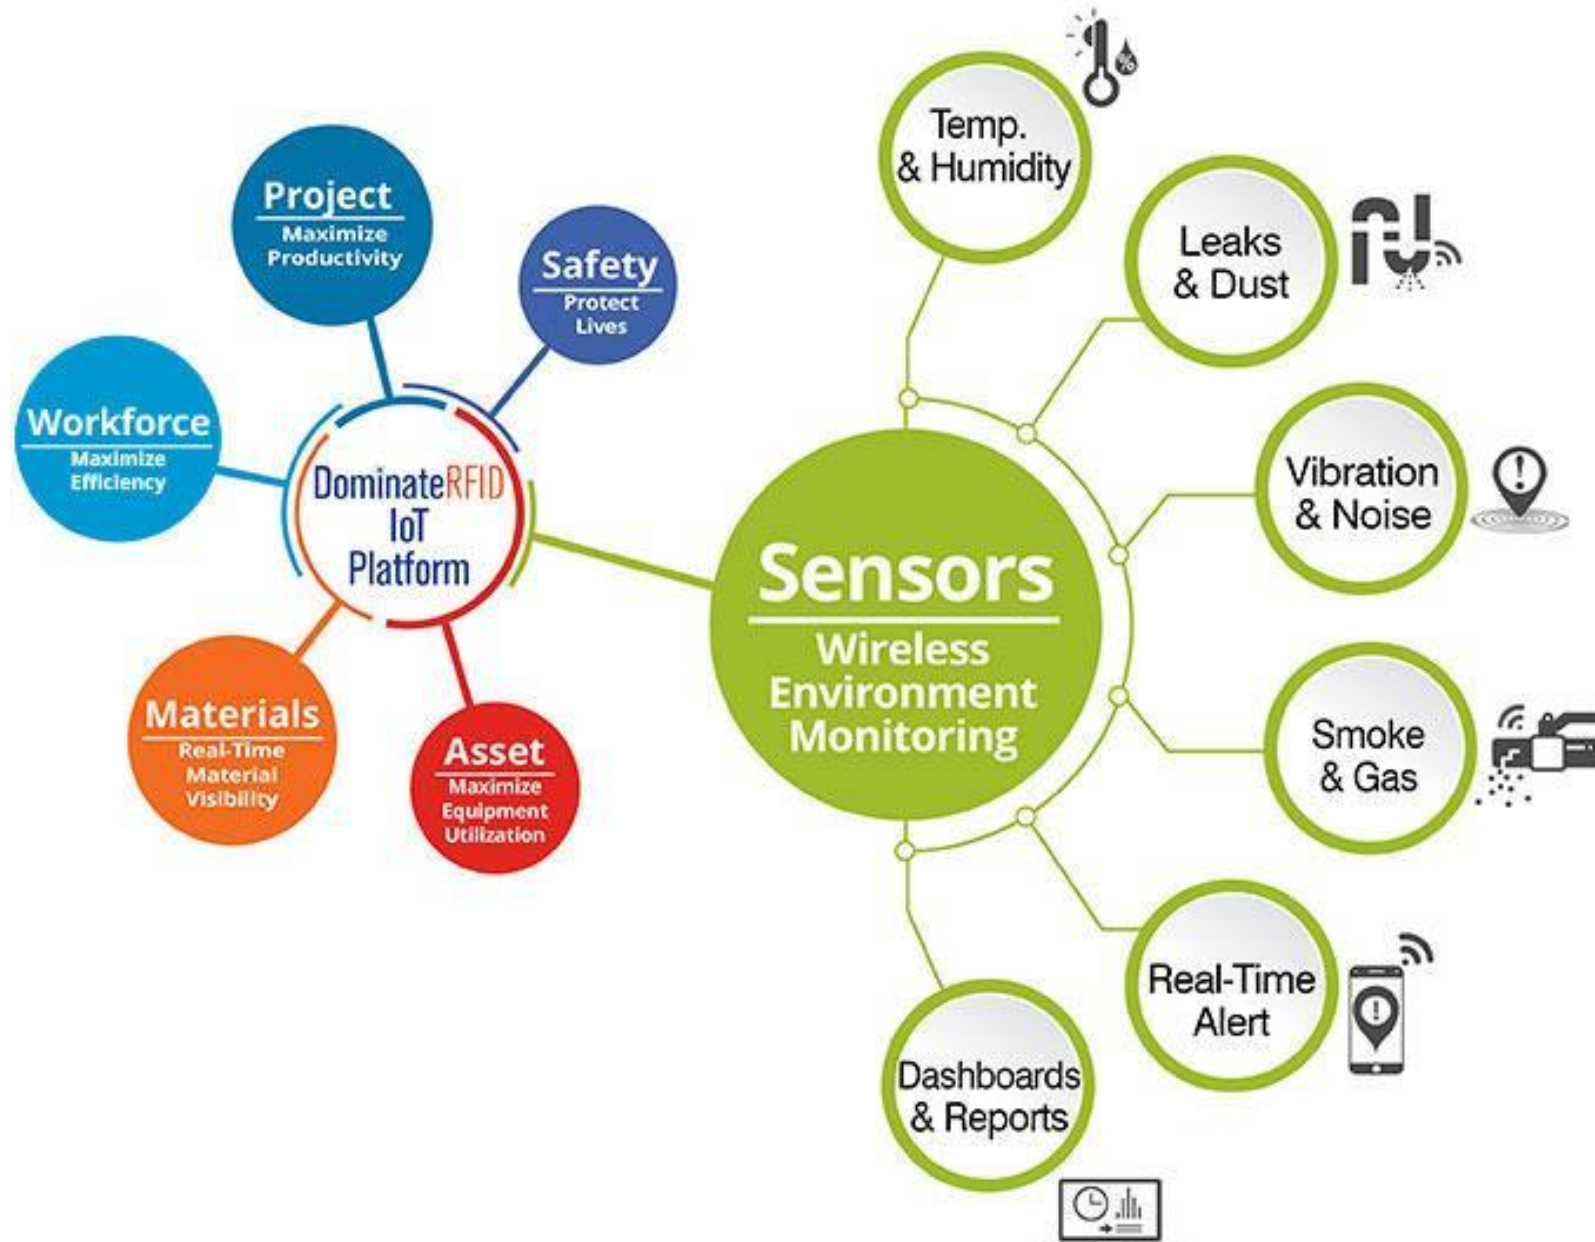 Project
Maximize
Productivity
Safety
Protect
Lives
Workforce
Maximize
Efficiency
DominateRFID
IoT
Platform
Materials
Real-Time
Material
Visibility
Asset
Maximize
Equipment
Utilization
Sensors
Wireless
Environment
Monitoring
Temp.
& Humidity
%
Leaks
& Dust
Vibration
& Noise
!
Smoke
& Gas
Real-Time
Alert
!
Dashboards
& Reports